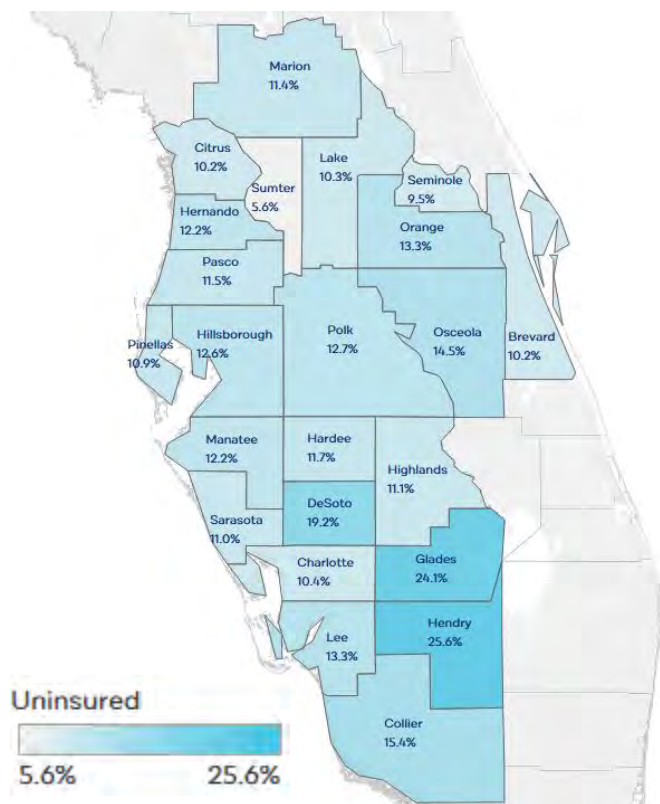 Marion
11.4%
Citrus
10.2%
Lake
10.3%
Sumter
5.6%
Seminole
9.5%
Hernando
12.2%
Orange
13.3%
Pasco
11.5%
Pinellas
10.9%
Hillsborough
12.6%
Polk
12.7%
Osceola
14.5%
Brevard
10.2%
Manatee
12.2%
Hardee
11.7%
Highlands
11.1%
DeSoto
19.2%
Sarasota
11.0%
Charlotte
10.4%
Glades
24.1%
Lee
13.3%
Hendry
25.6%
Collier
15.4%
Uninsured
5.6% 25.6%